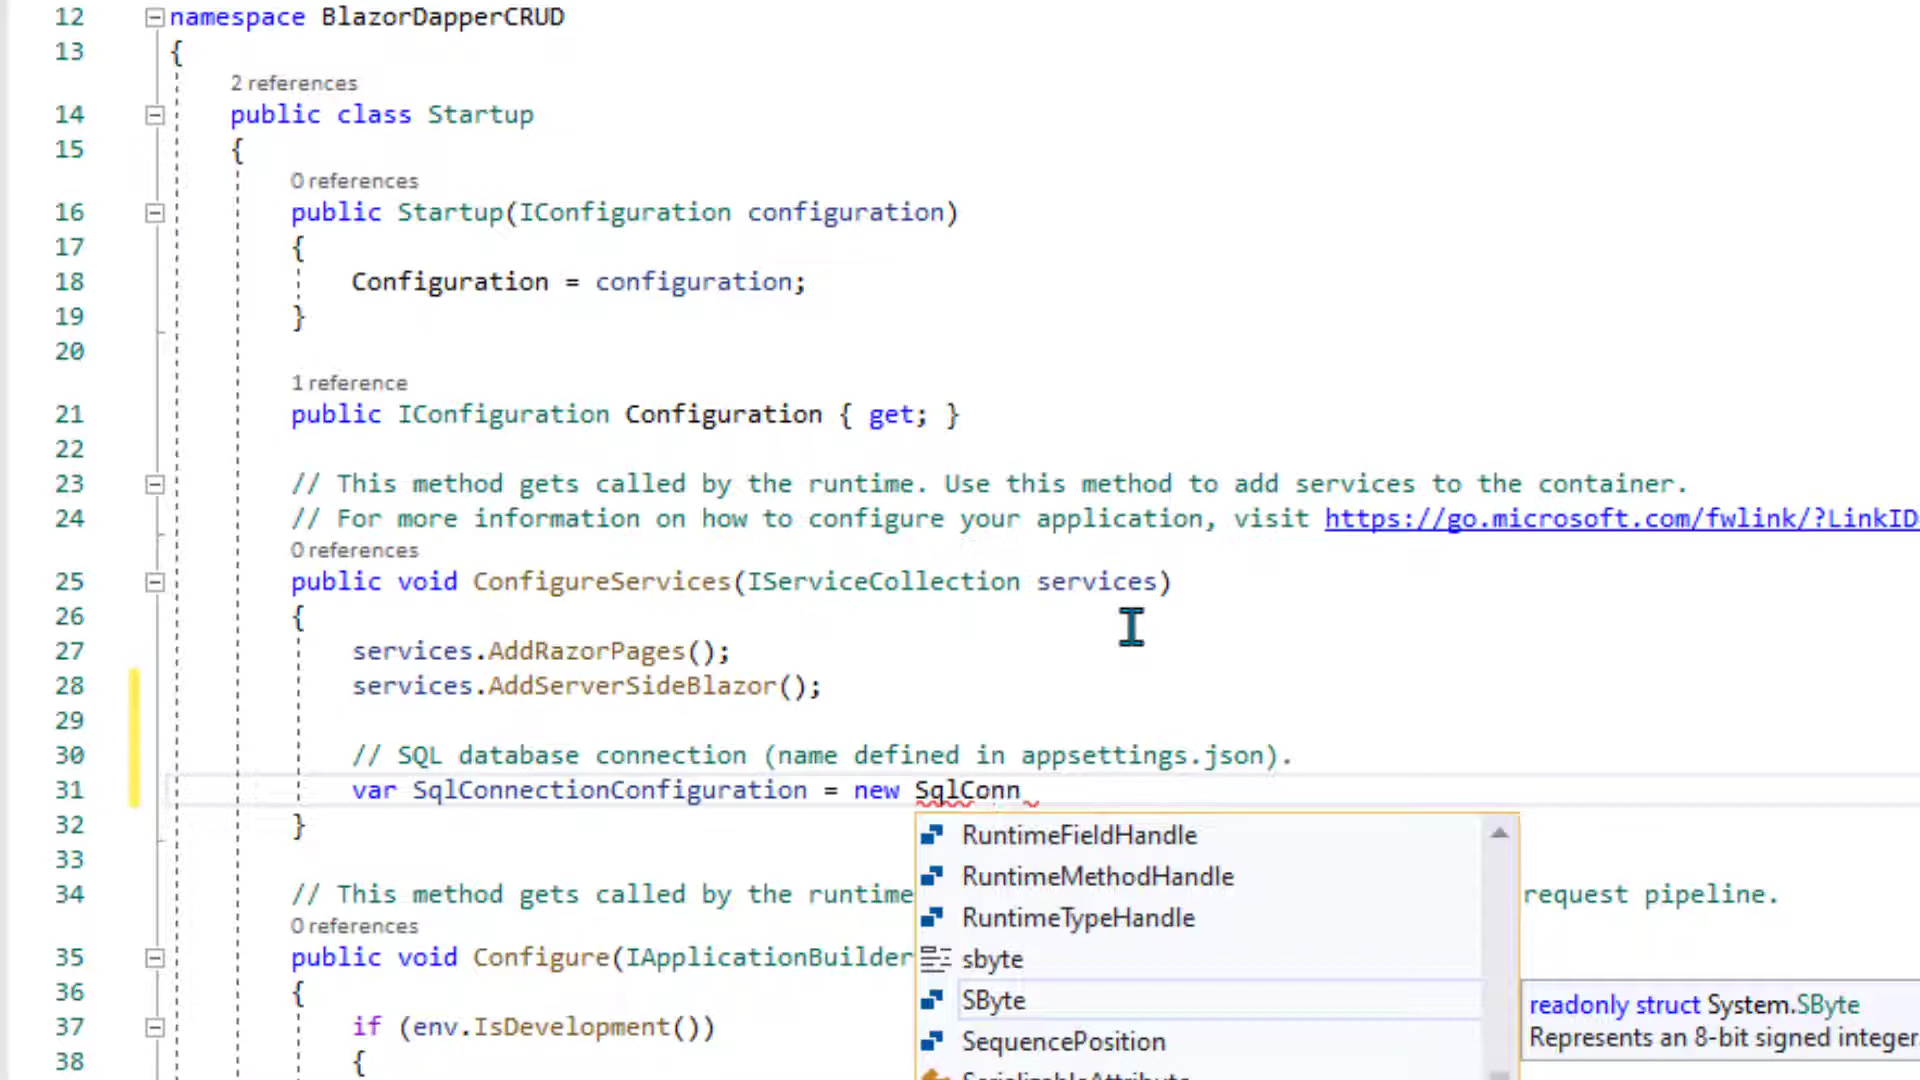 12 namespace BlazorDapperCRUD
13 {
2 references
14 public class Startup
15 {
0 references
16 public Startup(IConfiguration configuration)
17 {
18 Configuration = configuration;
19 }
20
1 reference
21 public IConfiguration Configuration { get; }
22
23 // This method gets called by the runtime. Use this method to add services to the container.
24 // For more information on how to configure your application, visit https://go.microsoft.com/fwlink/?LinkID
0 references
25 public void ConfigureServices(IServiceCollection services)
26 {
27 services.AddRazorPages();
28 services.AddServerSideBlazor();
29
30 // SQL database connection (name defined in appsettings.json).
31 var SqlConnectionConfiguration = new SqlConn
32 }
33
34 // This method gets called by the runtime request pipeline.
0 references
35 public void Configure(IApplicationBuilder
36 {
37 if (env.IsDevelopment())
38 {
RuntimeFieldHandle
RuntimeMethodHandle
RuntimeTypeHandle
sbyte
SByte
SequencePosition
SerializableAttribute
readonly struct System.SByte
Represents an 8-bit signed integer.